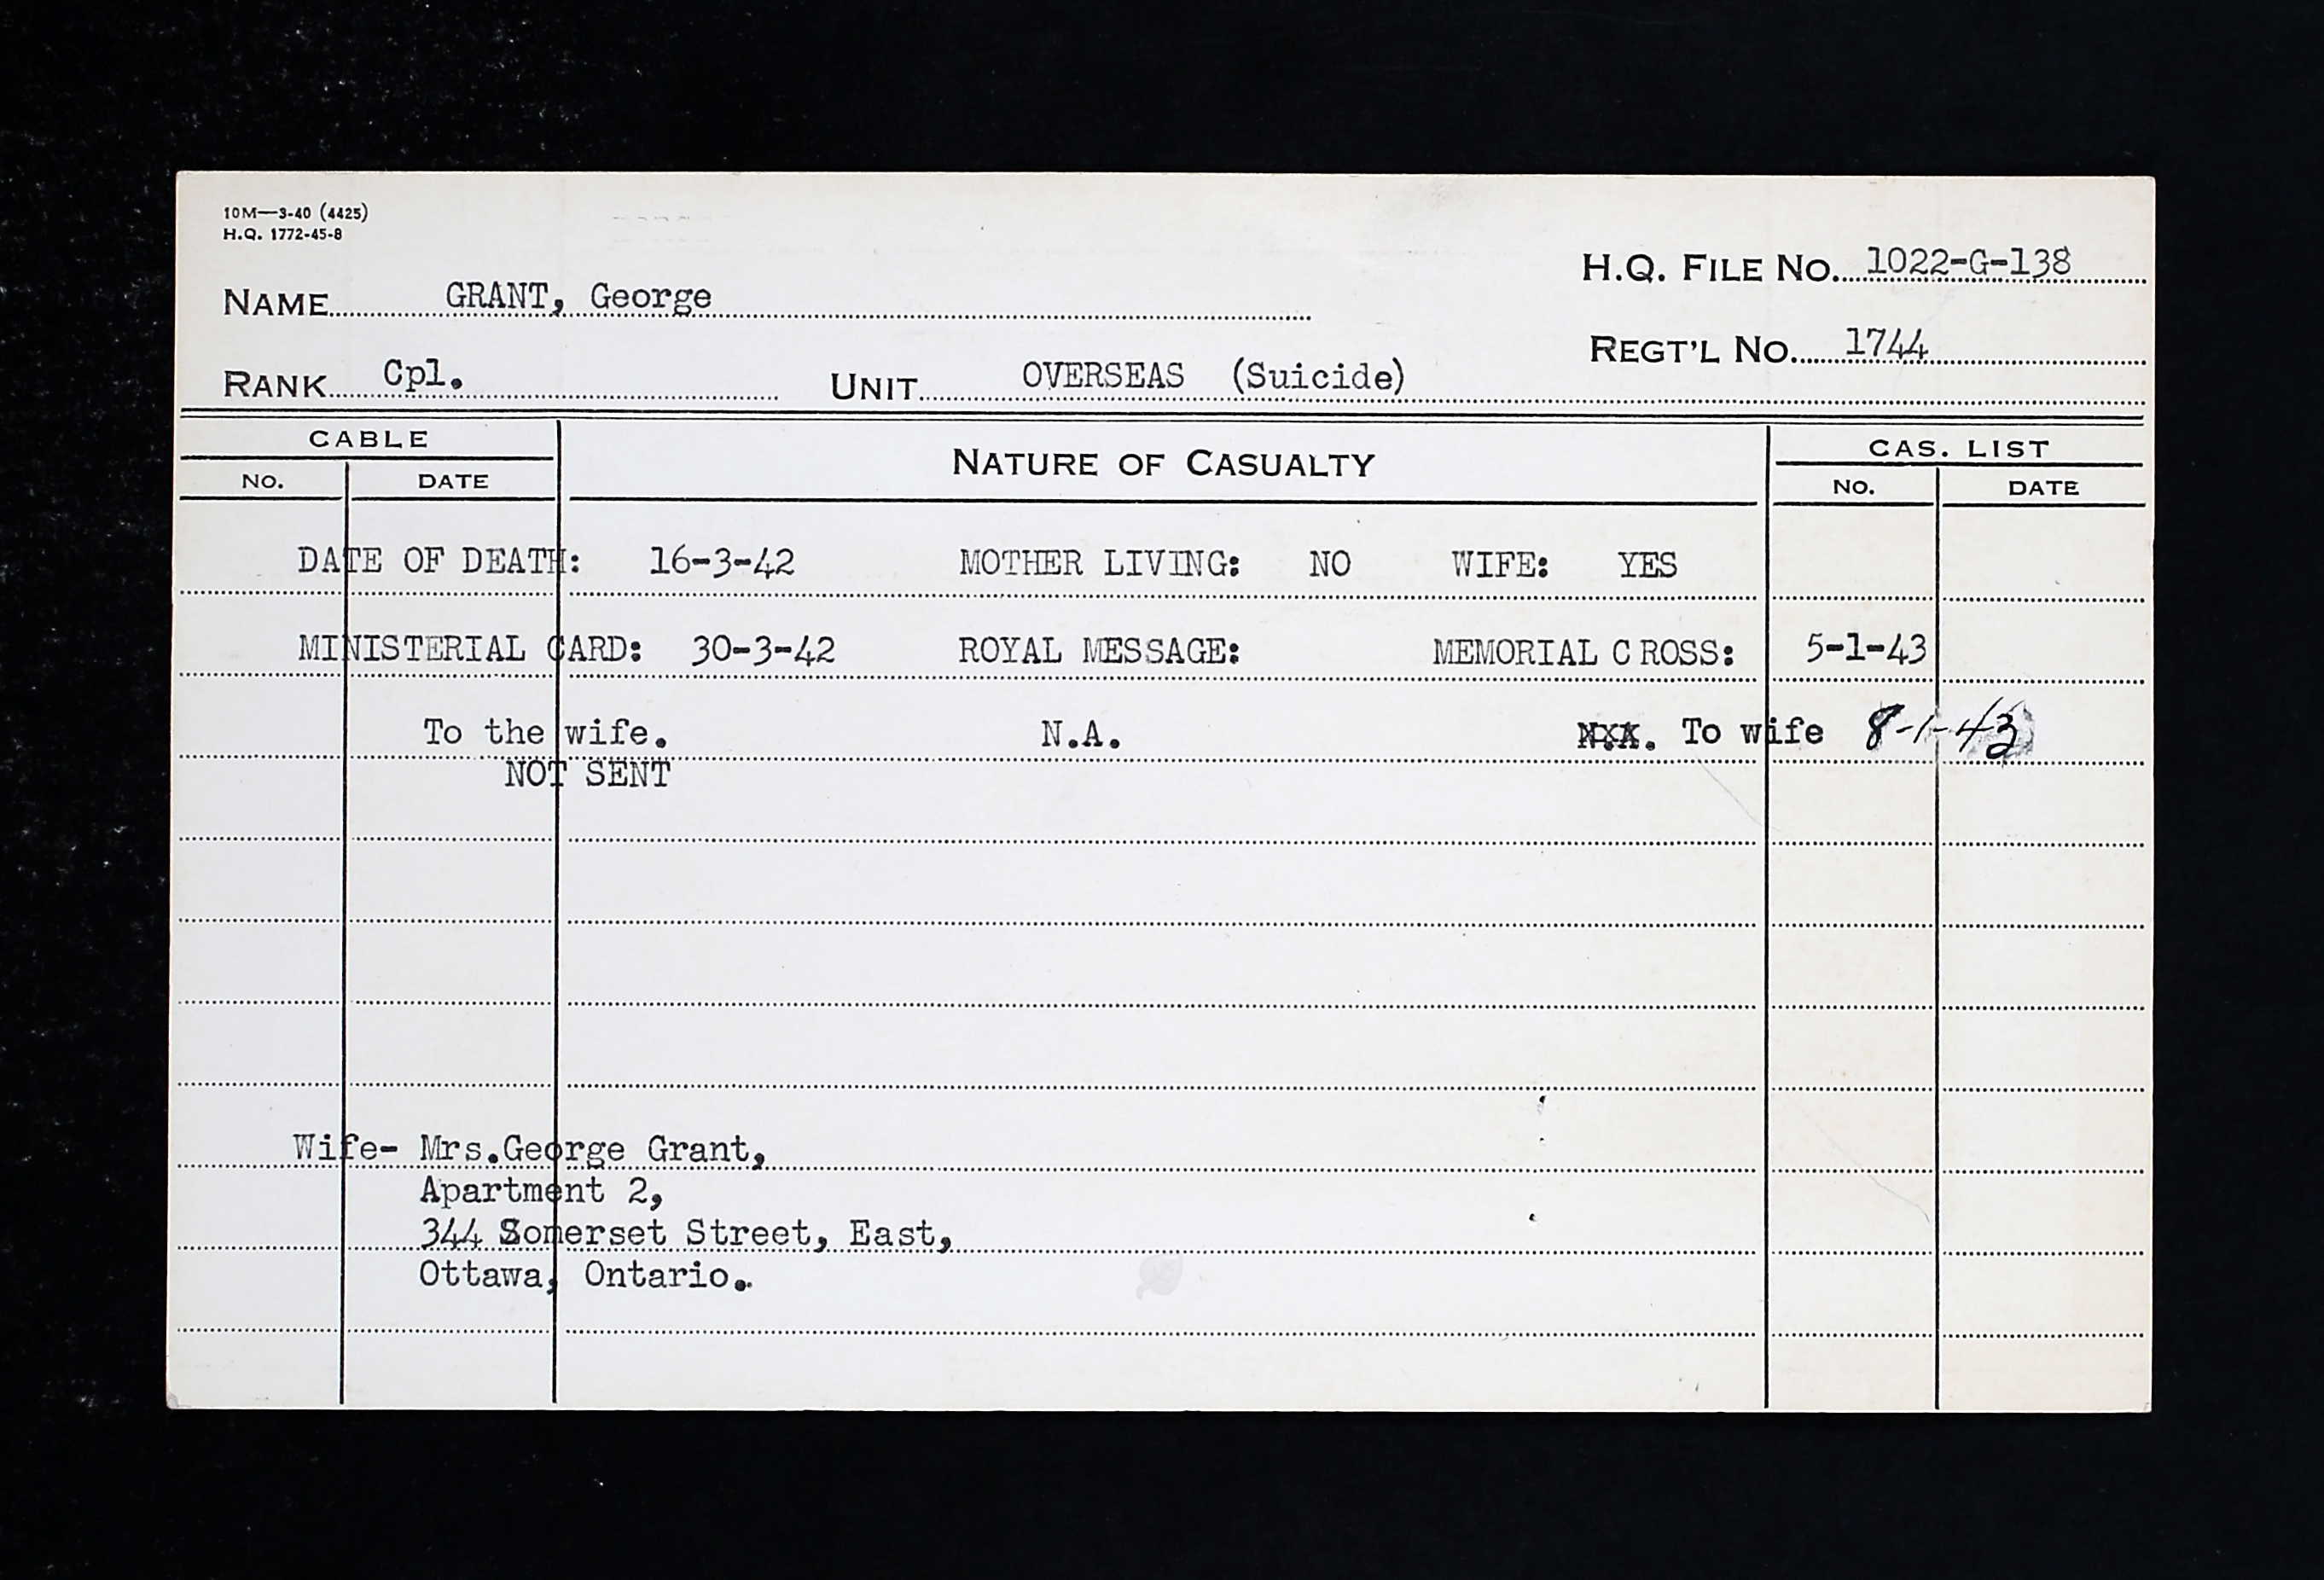 10M—3-40 (4425)
H.Q. 1772-45-8
H.Q. FILE NO. 1022-G-138
NAME GRANT, George
REGT'L NO. 1744
RANK Cpl. UNIT OVERSEAS (Suicide)
CABLE NATURE OF CASUALTY CAS. LIST
NO. DATE NO. DATE
DATE OF DEATH: 16-3-42 MOTHER LIVING: NO WIFE: YES
MINISTERIAL CARD: 30-3-42 ROYAL MESSAGE: MEMORIAL CROSS: 5-1-43
To the wife. N.A. N.A. To wife 8-1-43
NOT SENT
Wife- Mrs.George Grant,
Apartment 2,
344 Somerset Street, East,
Ottawa, Ontario.